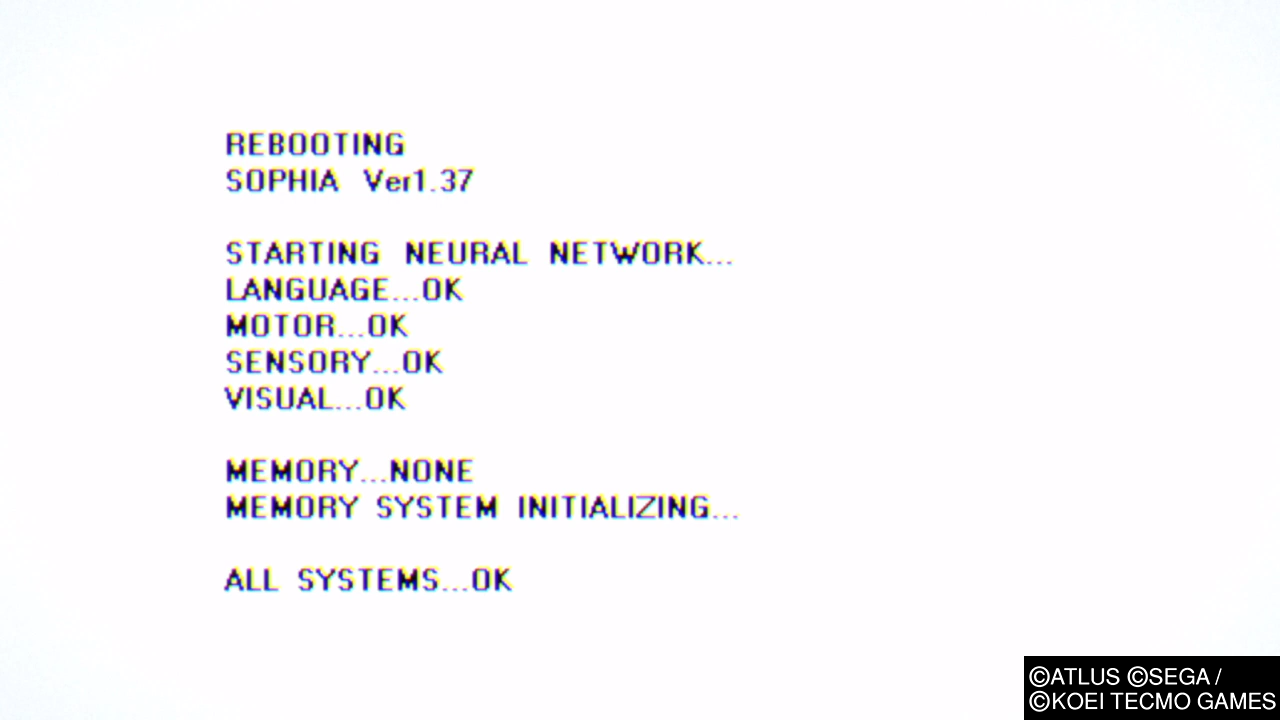 REBOOTING
SOPHIA Ver1.37
STARTING NEURAL NETWORK...
LANGUAGE...OK
MOTOR...OK
SENSORY...OK
VISUAL...OK
MEMORY...NONE
MEMORY SYSTEM INITIALIZING...
ALL SYSTEMS...OK
©ATLUS ©SEGA /
©KOEI TECMO GAMES